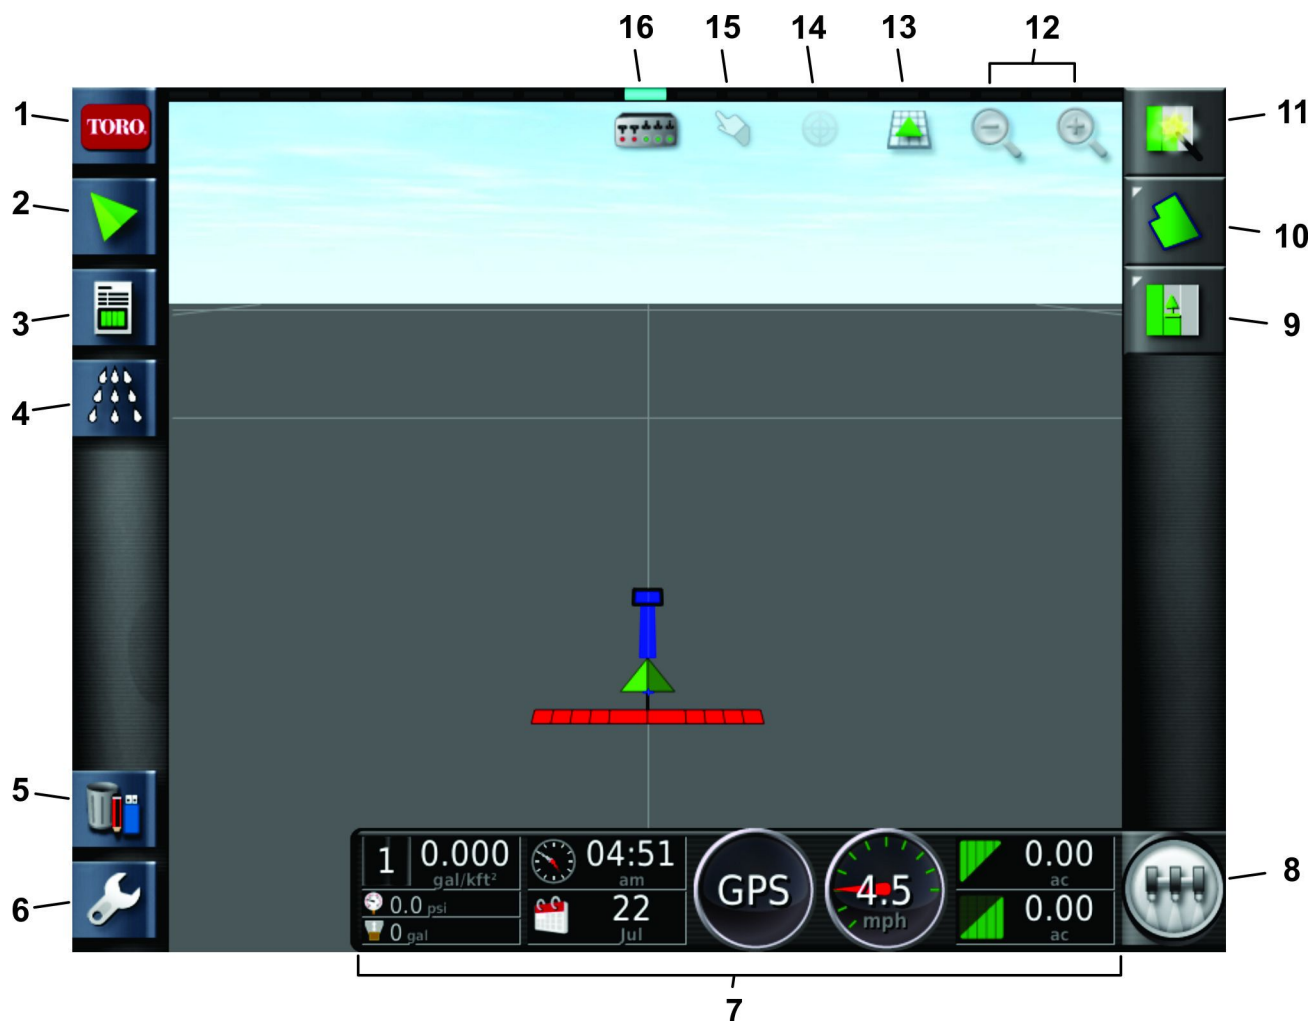 16 15 14 13 12
1 TORO. 11
2 10
3 9
4
5
6
1 0.000 gal/kft²
0.0 psi
0 gal
04:51 am
22 Jul
GPS
4.5 mph
0.00 ac
0.00 ac
8
7